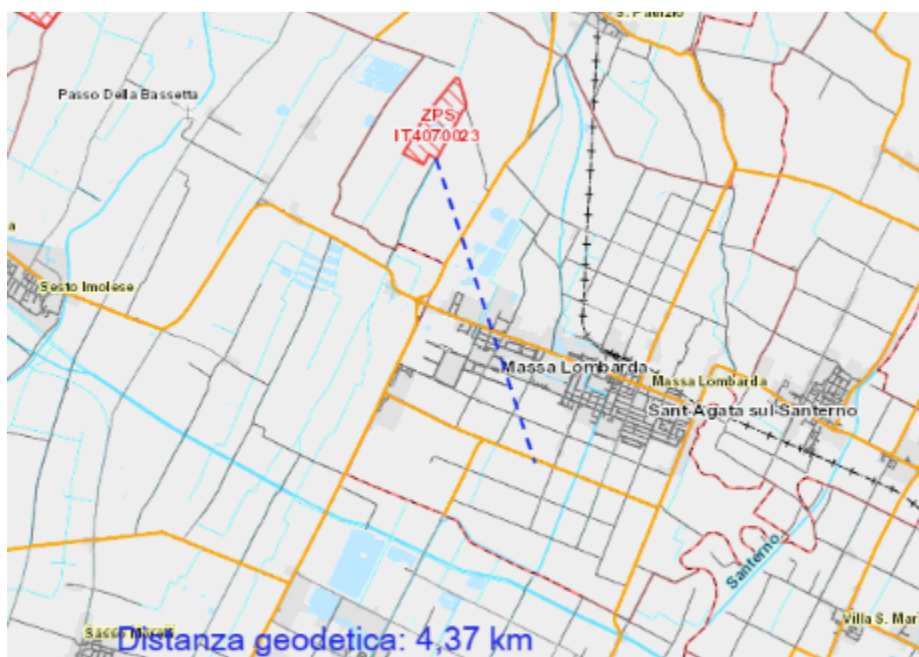 S. Patrizio
Passo Della Bassetta
ZPS
IT4070023
a
Sesto Imolese
Massa Lombarda
Massa Lombarda
Sant'Agata sul Santerno
Santerno
Villa S. Mar
Sasso Morelli
Distanza geodetica: 4,37 km